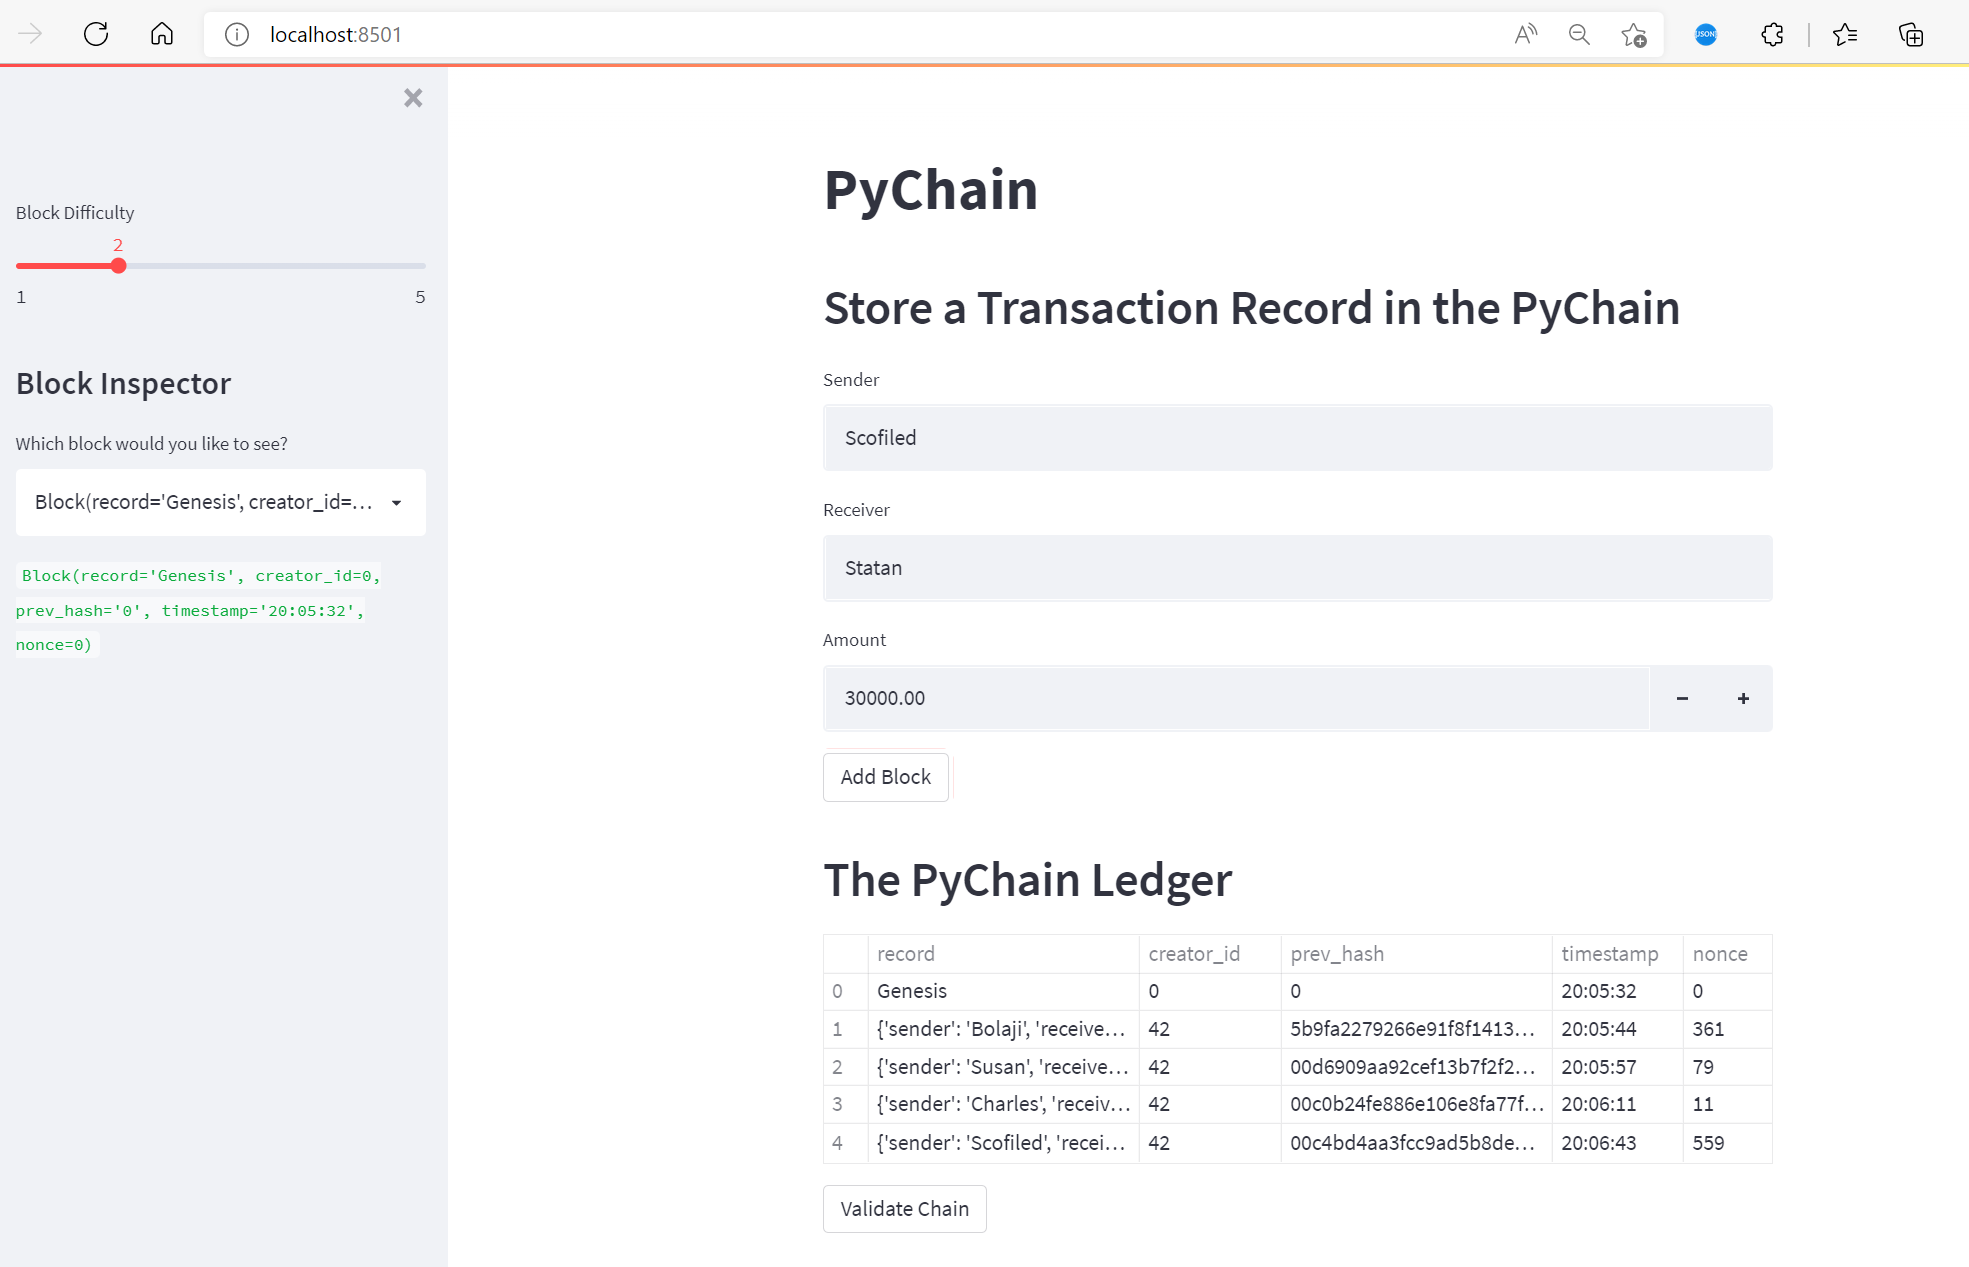 localhost:8501
JSON
Block Difficulty
2
1 5
Block Inspector
Which block would you like to see?
Block(record='Genesis', creator_id=...
Block(record='Genesis', creator_id=0,
prev_hash='0', timestamp='20:05:32',
nonce=0)
PyChain
Store a Transaction Record in the PyChain
Sender
Scofiled
Receiver
Statan
Amount
30000.00
Add Block
The PyChain Ledger
record creator_id prev_hash timestamp nonce
0 Genesis 0 0 20:05:32 0
1 {'sender': 'Bolaji', 'receive... 42 5b9fa2279266e91f8f1413... 20:05:44 361
2 {'sender': 'Susan', 'receive... 42 00d6909aa92cef13b7f2f2... 20:05:57 79
3 {'sender': 'Charles', 'receiv... 42 00c0b24fe886e106e8fa77f... 20:06:11 11
4 {'sender': 'Scofiled', 'recei... 42 00c4bd4aa3fcc9ad5b8de... 20:06:43 559
Validate Chain